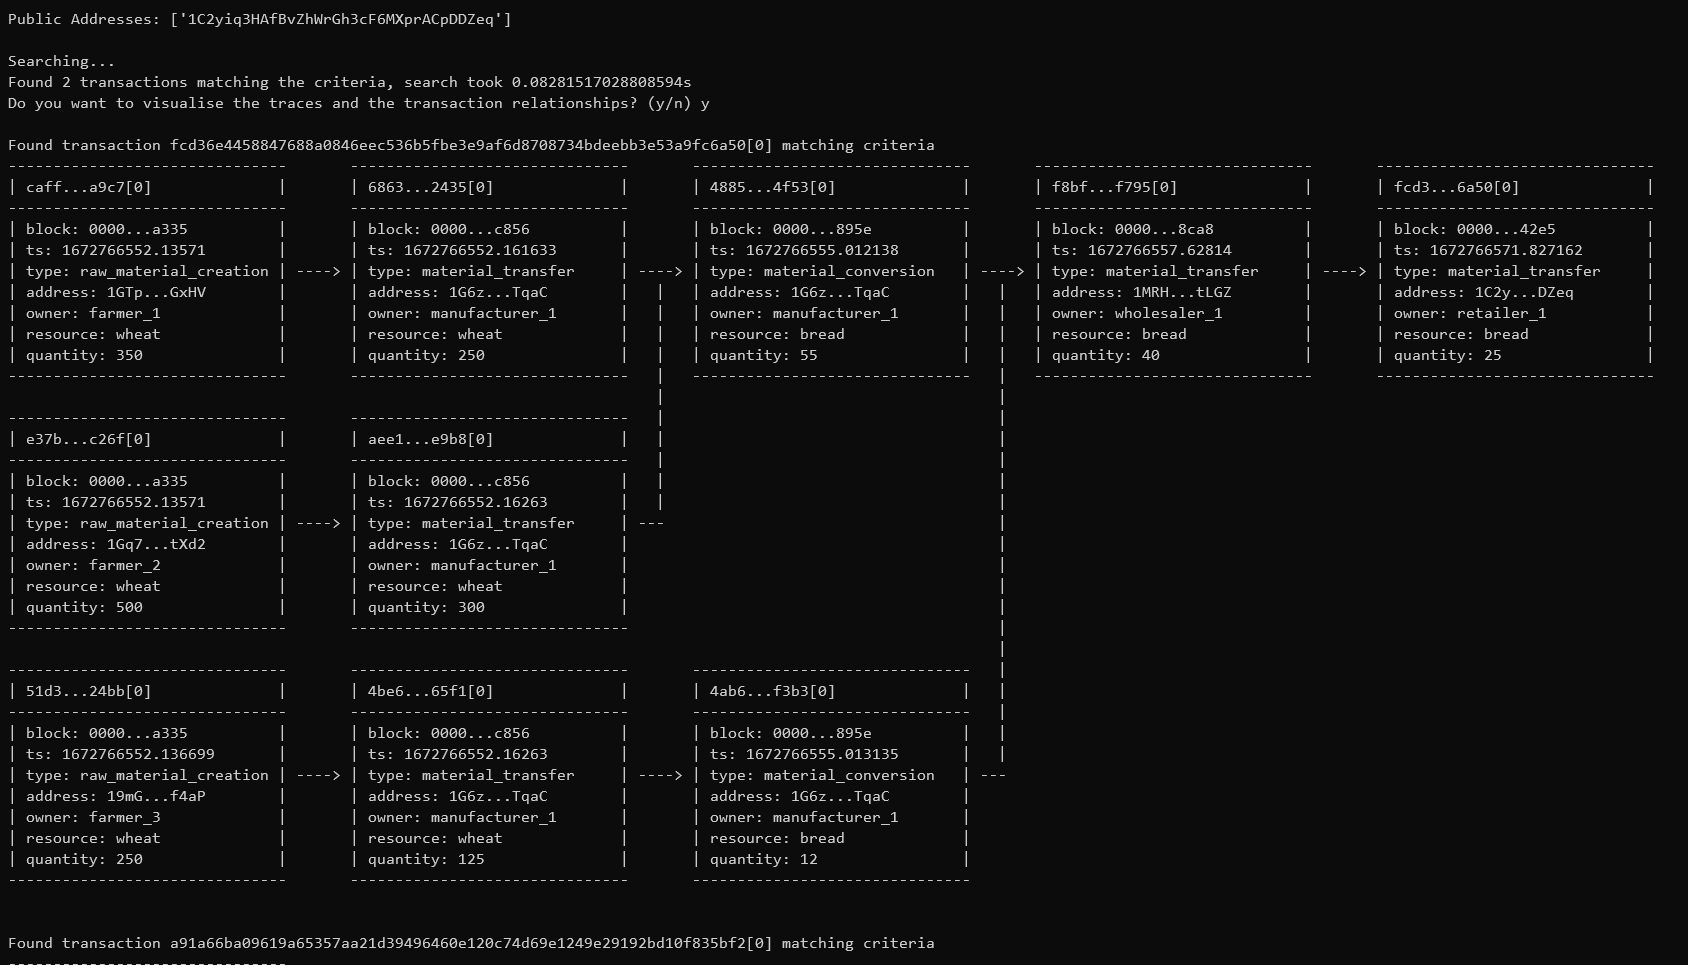 Public Addresses: ['1C2yiq3HAfBvZhWrGh3cF6MXprACpDDZeq']

Searching...
Found 2 transactions matching the criteria, search took 0.08281517028808594s
Do you want to visualise the traces and the transaction relationships? (y/n) y

Found transaction fcd36e4458847688a0846eec536b5fbe3e9af6d8708734bdeebb3e53a9fc6a50[0] matching criteria
-------------------------------       -------------------------------       -------------------------------       -------------------------------       -------------------------------
| caff...a9c7[0]              |       | 6863...2435[0]              |       | 4885...4f53[0]              |       | f8bf...f795[0]              |       | fcd3...6a50[0]              |
-------------------------------       -------------------------------       -------------------------------       -------------------------------       -------------------------------
| block: 0000...a335          |       | block: 0000...c856          |       | block: 0000...895e          |       | block: 0000...8ca8          |       | block: 0000...42e5          |
| ts: 1672766552.13571        |       | ts: 1672766552.161633       |       | ts: 1672766555.012138       |       | ts: 1672766557.62814        |       | ts: 1672766571.827162       |
| type: raw_material_creation | ----> | type: material_transfer     | ----> | type: material_conversion   | ----> | type: material_transfer     | ----> | type: material_transfer     |
| address: 1GTp...GxHV        |       | address: 1G6z...TqaC        |   |   | address: 1G6z...TqaC        |   |   | address: 1MRH...tLGZ        |       | address: 1C2y...DZeq        |
| owner: farmer_1             |       | owner: manufacturer_1       |   |   | owner: manufacturer_1       |   |   | owner: wholesaler_1         |       | owner: retailer_1           |
| resource: wheat             |       | resource: wheat             |   |   | resource: bread             |   |   | resource: bread             |       | resource: bread             |
| quantity: 350               |       | quantity: 250               |   |   | quantity: 55                |   |   | quantity: 40                |       | quantity: 25                |
-------------------------------       -------------------------------   |   -------------------------------   |   -------------------------------       -------------------------------
                                                                        |                                     |
-------------------------------       -------------------------------   |                                     |
| e37b...c26f[0]              |       | aee1...e9b8[0]              |   |                                     |
-------------------------------       -------------------------------   |                                     |
| block: 0000...a335          |       | block: 0000...c856          |   |                                     |
| ts: 1672766552.13571        |       | ts: 1672766552.16263        |   |                                     |
| type: raw_material_creation | ----> | type: material_transfer     | ---                                     |
| address: 1Gq7...tXd2        |       | address: 1G6z...TqaC        |                                         |
| owner: farmer_2             |       | owner: manufacturer_1       |                                         |
| resource: wheat             |       | resource: wheat             |                                         |
| quantity: 500               |       | quantity: 300               |                                         |
-------------------------------       -------------------------------                                         |
                                                                                                              |
-------------------------------       -------------------------------       -------------------------------   |
| 51d3...24bb[0]              |       | 4be6...65f1[0]              |       | 4ab6...f3b3[0]              |   |
-------------------------------       -------------------------------       -------------------------------   |
| block: 0000...a335          |       | block: 0000...c856          |       | block: 0000...895e          |   |
| ts: 1672766552.136699       |       | ts: 1672766552.16263        |       | ts: 1672766555.013135       |   |
| type: raw_material_creation | ----> | type: material_transfer     | ----> | type: material_conversion   | ---
| address: 19mG...f4aP        |       | address: 1G6z...TqaC        |       | address: 1G6z...TqaC        |
| owner: farmer_3             |       | owner: manufacturer_1       |       | owner: manufacturer_1       |
| resource: wheat             |       | resource: wheat             |       | resource: bread             |
| quantity: 250               |       | quantity: 125               |       | quantity: 12                |
-------------------------------       -------------------------------       -------------------------------

Found transaction a91a66ba09619a65357aa21d39496460e120c74d69e1249e29192bd10f835bf2[0] matching criteria
-------------------------------